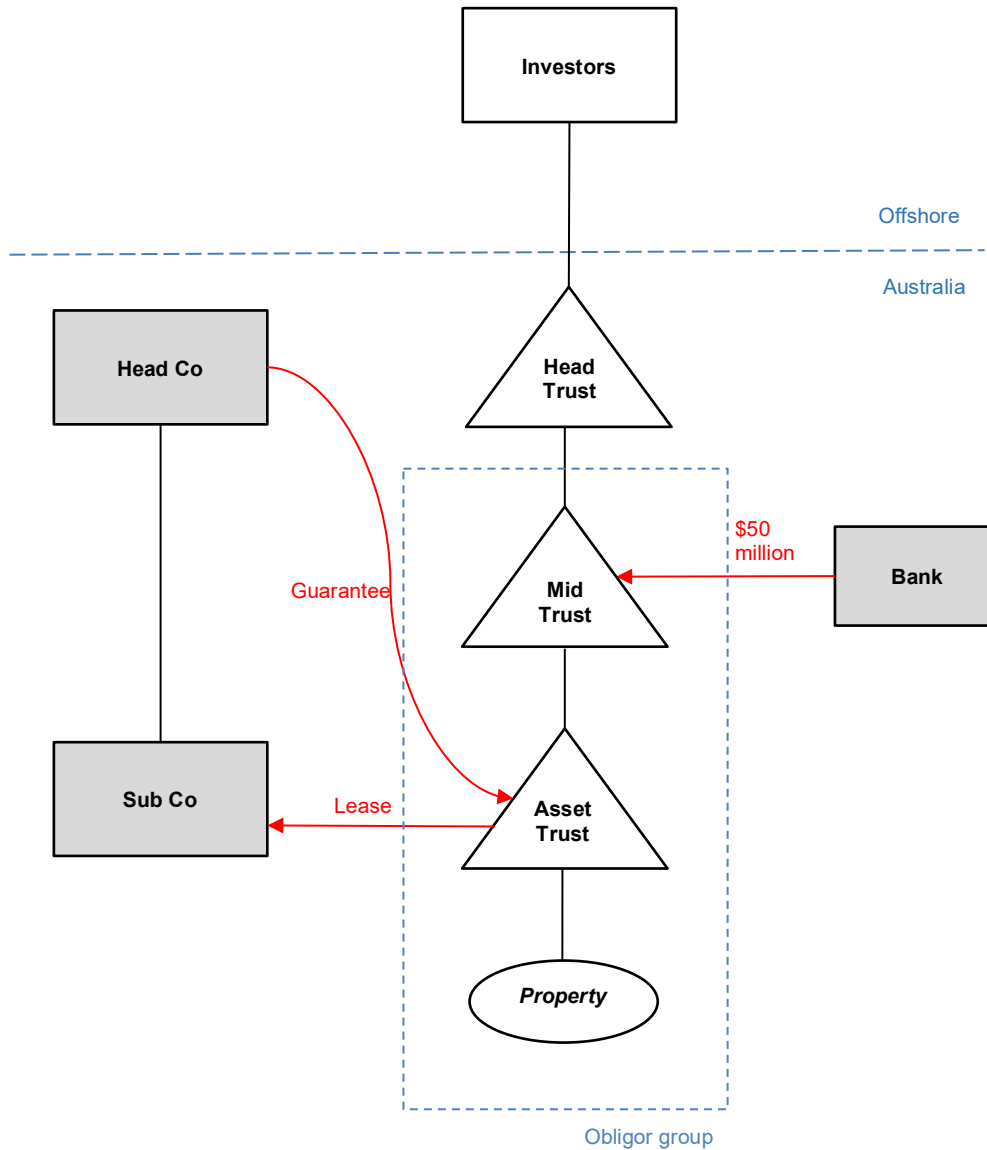 Investors
Offshore
Australia
Head Co
Head
Trust
$50
million
Bank
Guarantee
Mid
Trust
Sub Co
Lease
Asset
Trust
Property
Obligor group